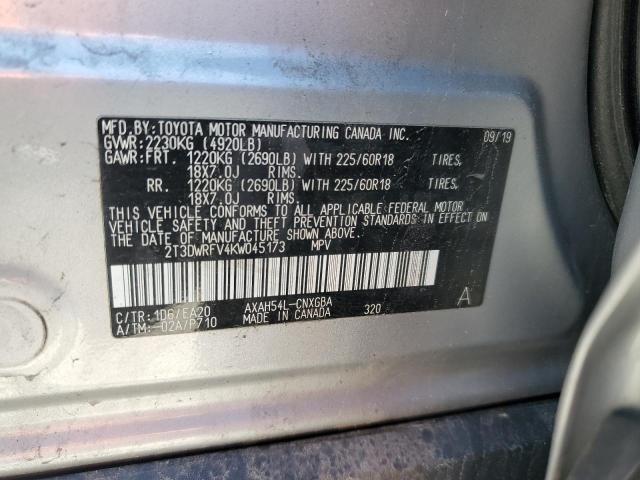 MFD.BY:TOYOTA MOTOR MANUFACTURING CANADA INC. 09/19
GVWR:2230KG (4920LB)
GAWR:FRT. 1220KG (2690LB) WITH 225/60R18 TIRES,
18X7.0J RIMS.
RR. 1220KG (2690LB) WITH 225/60R18 TIRES,
18X7.0J RIMS.
THIS VEHICLE CONFORMS TO ALL APPLICABLE FEDERAL MOTOR
VEHICLE SAFETY AND THEFT PREVENTION STANDARDS IN EFFECT
ON THE DATE OF MANUFACTURE SHOWN ABOVE.
2T3DWRFV4KW045173 MPV
A
C/TR: 1D6/EA20 AXAH54L-CNXGBA 320
A/TM: -02A/P710 MADE IN CANADA